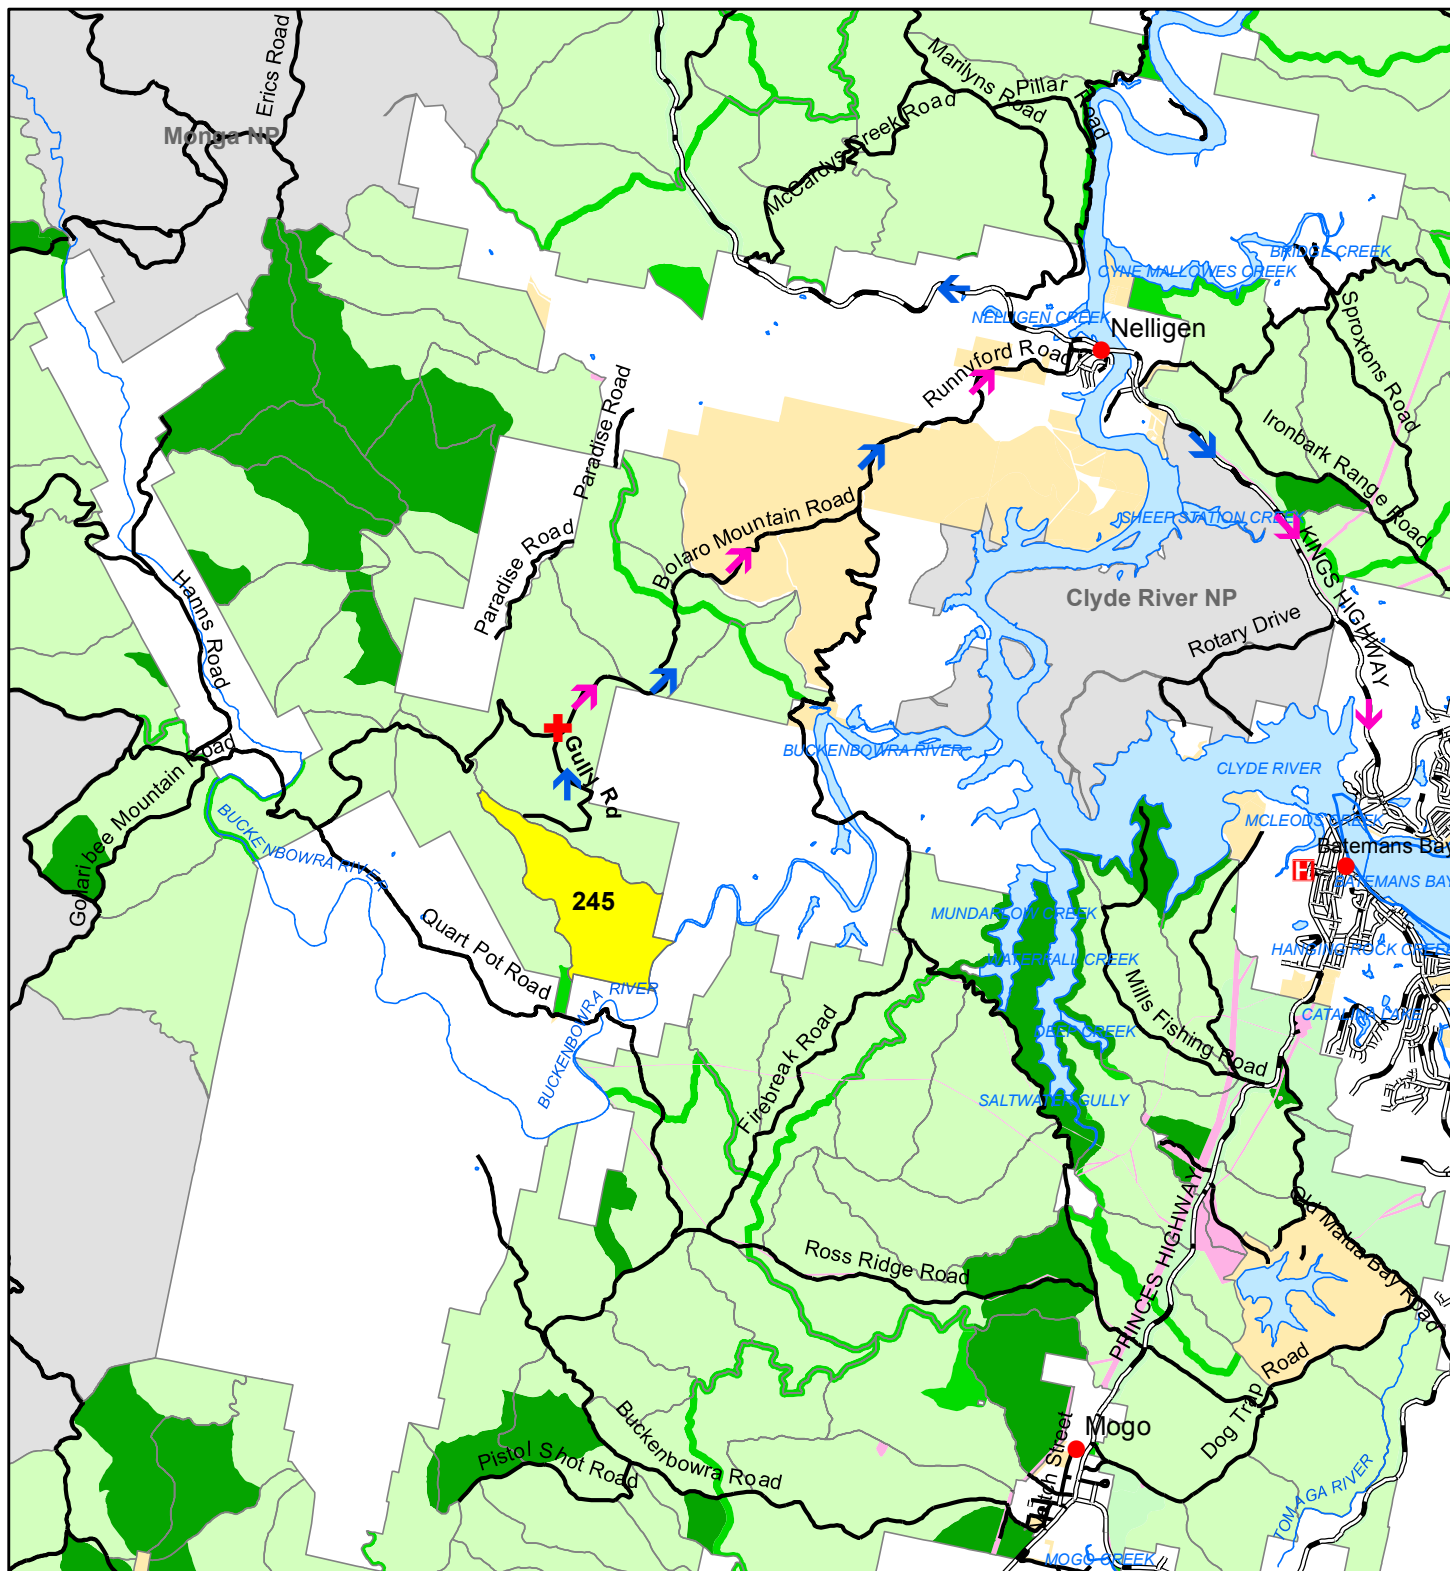 Erics Road
Monga NP
Marilyns Road
Pillar Road
McCardys Creek Road
BRIDGE CREEK
CYNE MALLOWES CREEK
NELLIGEN CREEK
Nelligen
Sproxtons Road
Runnyford Road
Paradise Road
Ironbark Range Road
Bolaro Mountain Road
SHEEP STATION CREEK
KINGS HIGHWAY
Paradise Road
Hanns Road
Clyde River NP
Rotary Drive
Gollaribee Mountain Road
Gully Rd
BUCKENBOWRA RIVER
CLYDE RIVER
MCLEODS CREEK
BUCKENBOWRA RIVER
H
Batemans Bay
BATEMANS BAY
245
Quart Pot Road
MUNDARLOW CREEK
WATERFALL CREEK
HANGING ROCK CREEK
Mills Fishing Road
BUCKENBOWRA RIVER
CATALINA LAKE
DEEP CREEK
Firebreak Road
SALTWATER GULLY
PRINCES HIGHWAY
Old Malua Bay Road
Ross Ridge Road
Dog Trap Road
Buckenbowra Road
Pistol Shot Road
Mogo
TOMAGA RIVER
MOGO CREEK